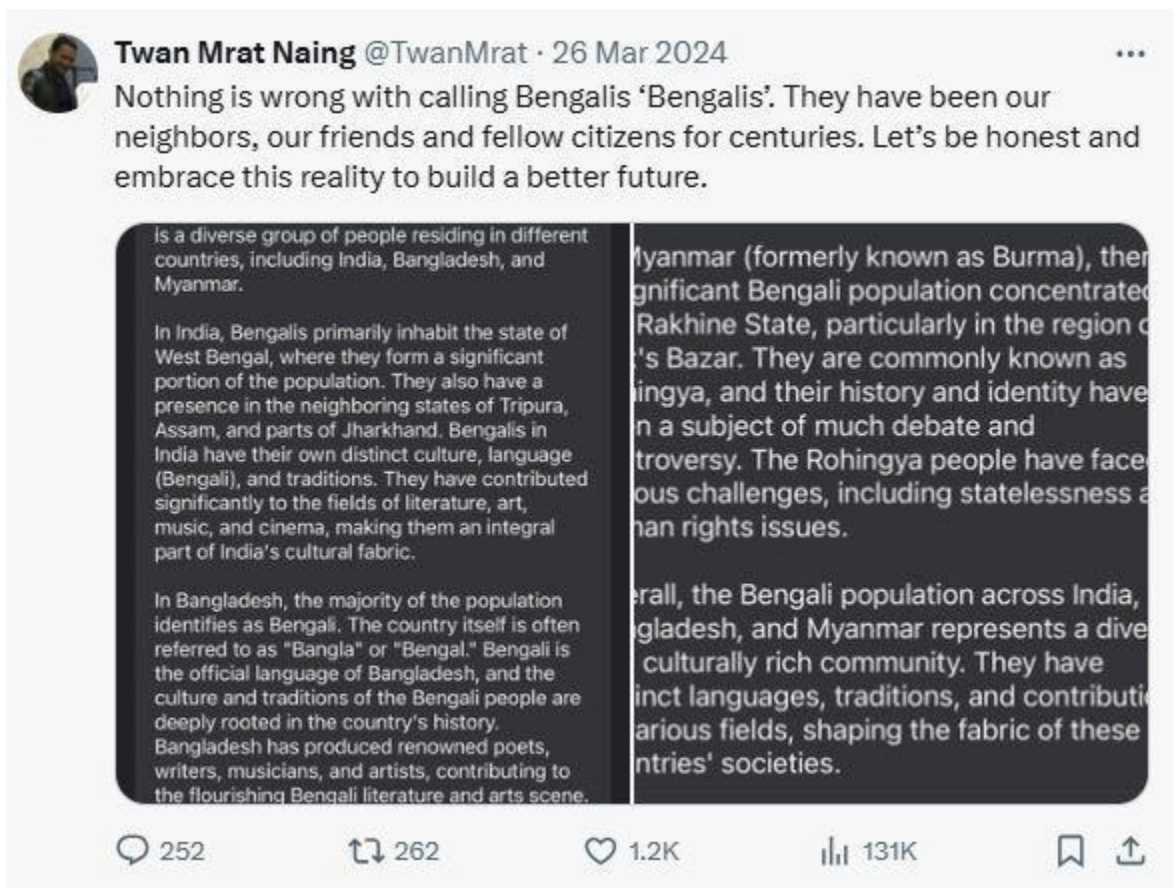 Twan Mrat Naing @TwanMrat · 26 Mar 2024
Nothing is wrong with calling Bengalis ‘Bengalis’. They have been our
neighbors, our friends and fellow citizens for centuries. Let’s be honest and
embrace this reality to build a better future.
is a diverse group of people residing in different
countries, including India, Bangladesh, and
Myanmar.
In India, Bengalis primarily inhabit the state of
West Bengal, where they form a significant
portion of the population. They also have a
presence in the neighboring states of Tripura,
Assam, and parts of Jharkhand. Bengalis in
India have their own distinct culture, language
(Bengali), and traditions. They have contributed
significantly to the fields of literature, art,
music, and cinema, making them an integral
part of India's cultural fabric.
In Bangladesh, the majority of the population
identifies as Bengali. The country itself is often
referred to as "Bangla" or "Bengal." Bengali is
the official language of Bangladesh, and the
culture and traditions of the Bengali people are
deeply rooted in the country's history.
Bangladesh has produced renowned poets,
writers, musicians, and artists, contributing to
the flourishing Bengali literature and arts scene.
Myanmar (formerly known as Burma), ther
gnificant Bengali population concentrated
Rakhine State, particularly in the region o
's Bazar. They are commonly known as
ingya, and their history and identity have
n a subject of much debate and
troversy. The Rohingya people have face
ous challenges, including statelessness a
nan rights issues.
rall, the Bengali population across India,
gladesh, and Myanmar represents a dive
culturally rich community. They have
inct languages, traditions, and contributi
arious fields, shaping the fabric of these
ntries' societies.
252 262 1.2K 131K